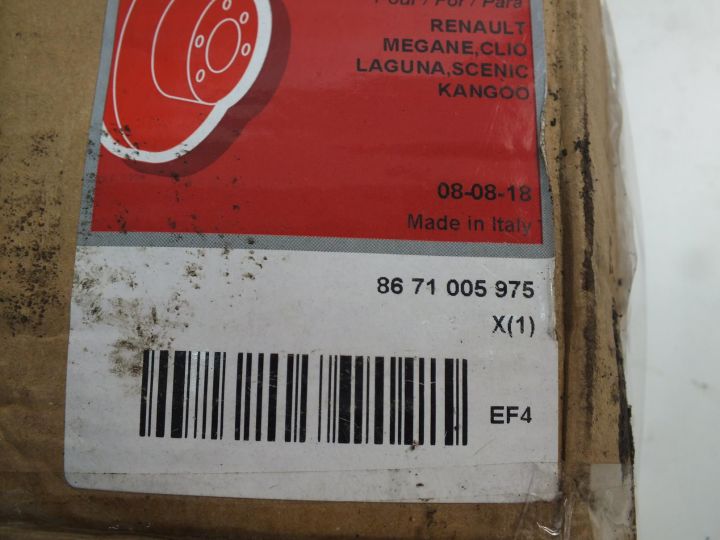 Pour / For / Para
RENAULT
MEGANE,CLIO
LAGUNA,SCENIC
KANGOO
08-08-18
Made in Italy
86 71 005 975
X(1)
EF4